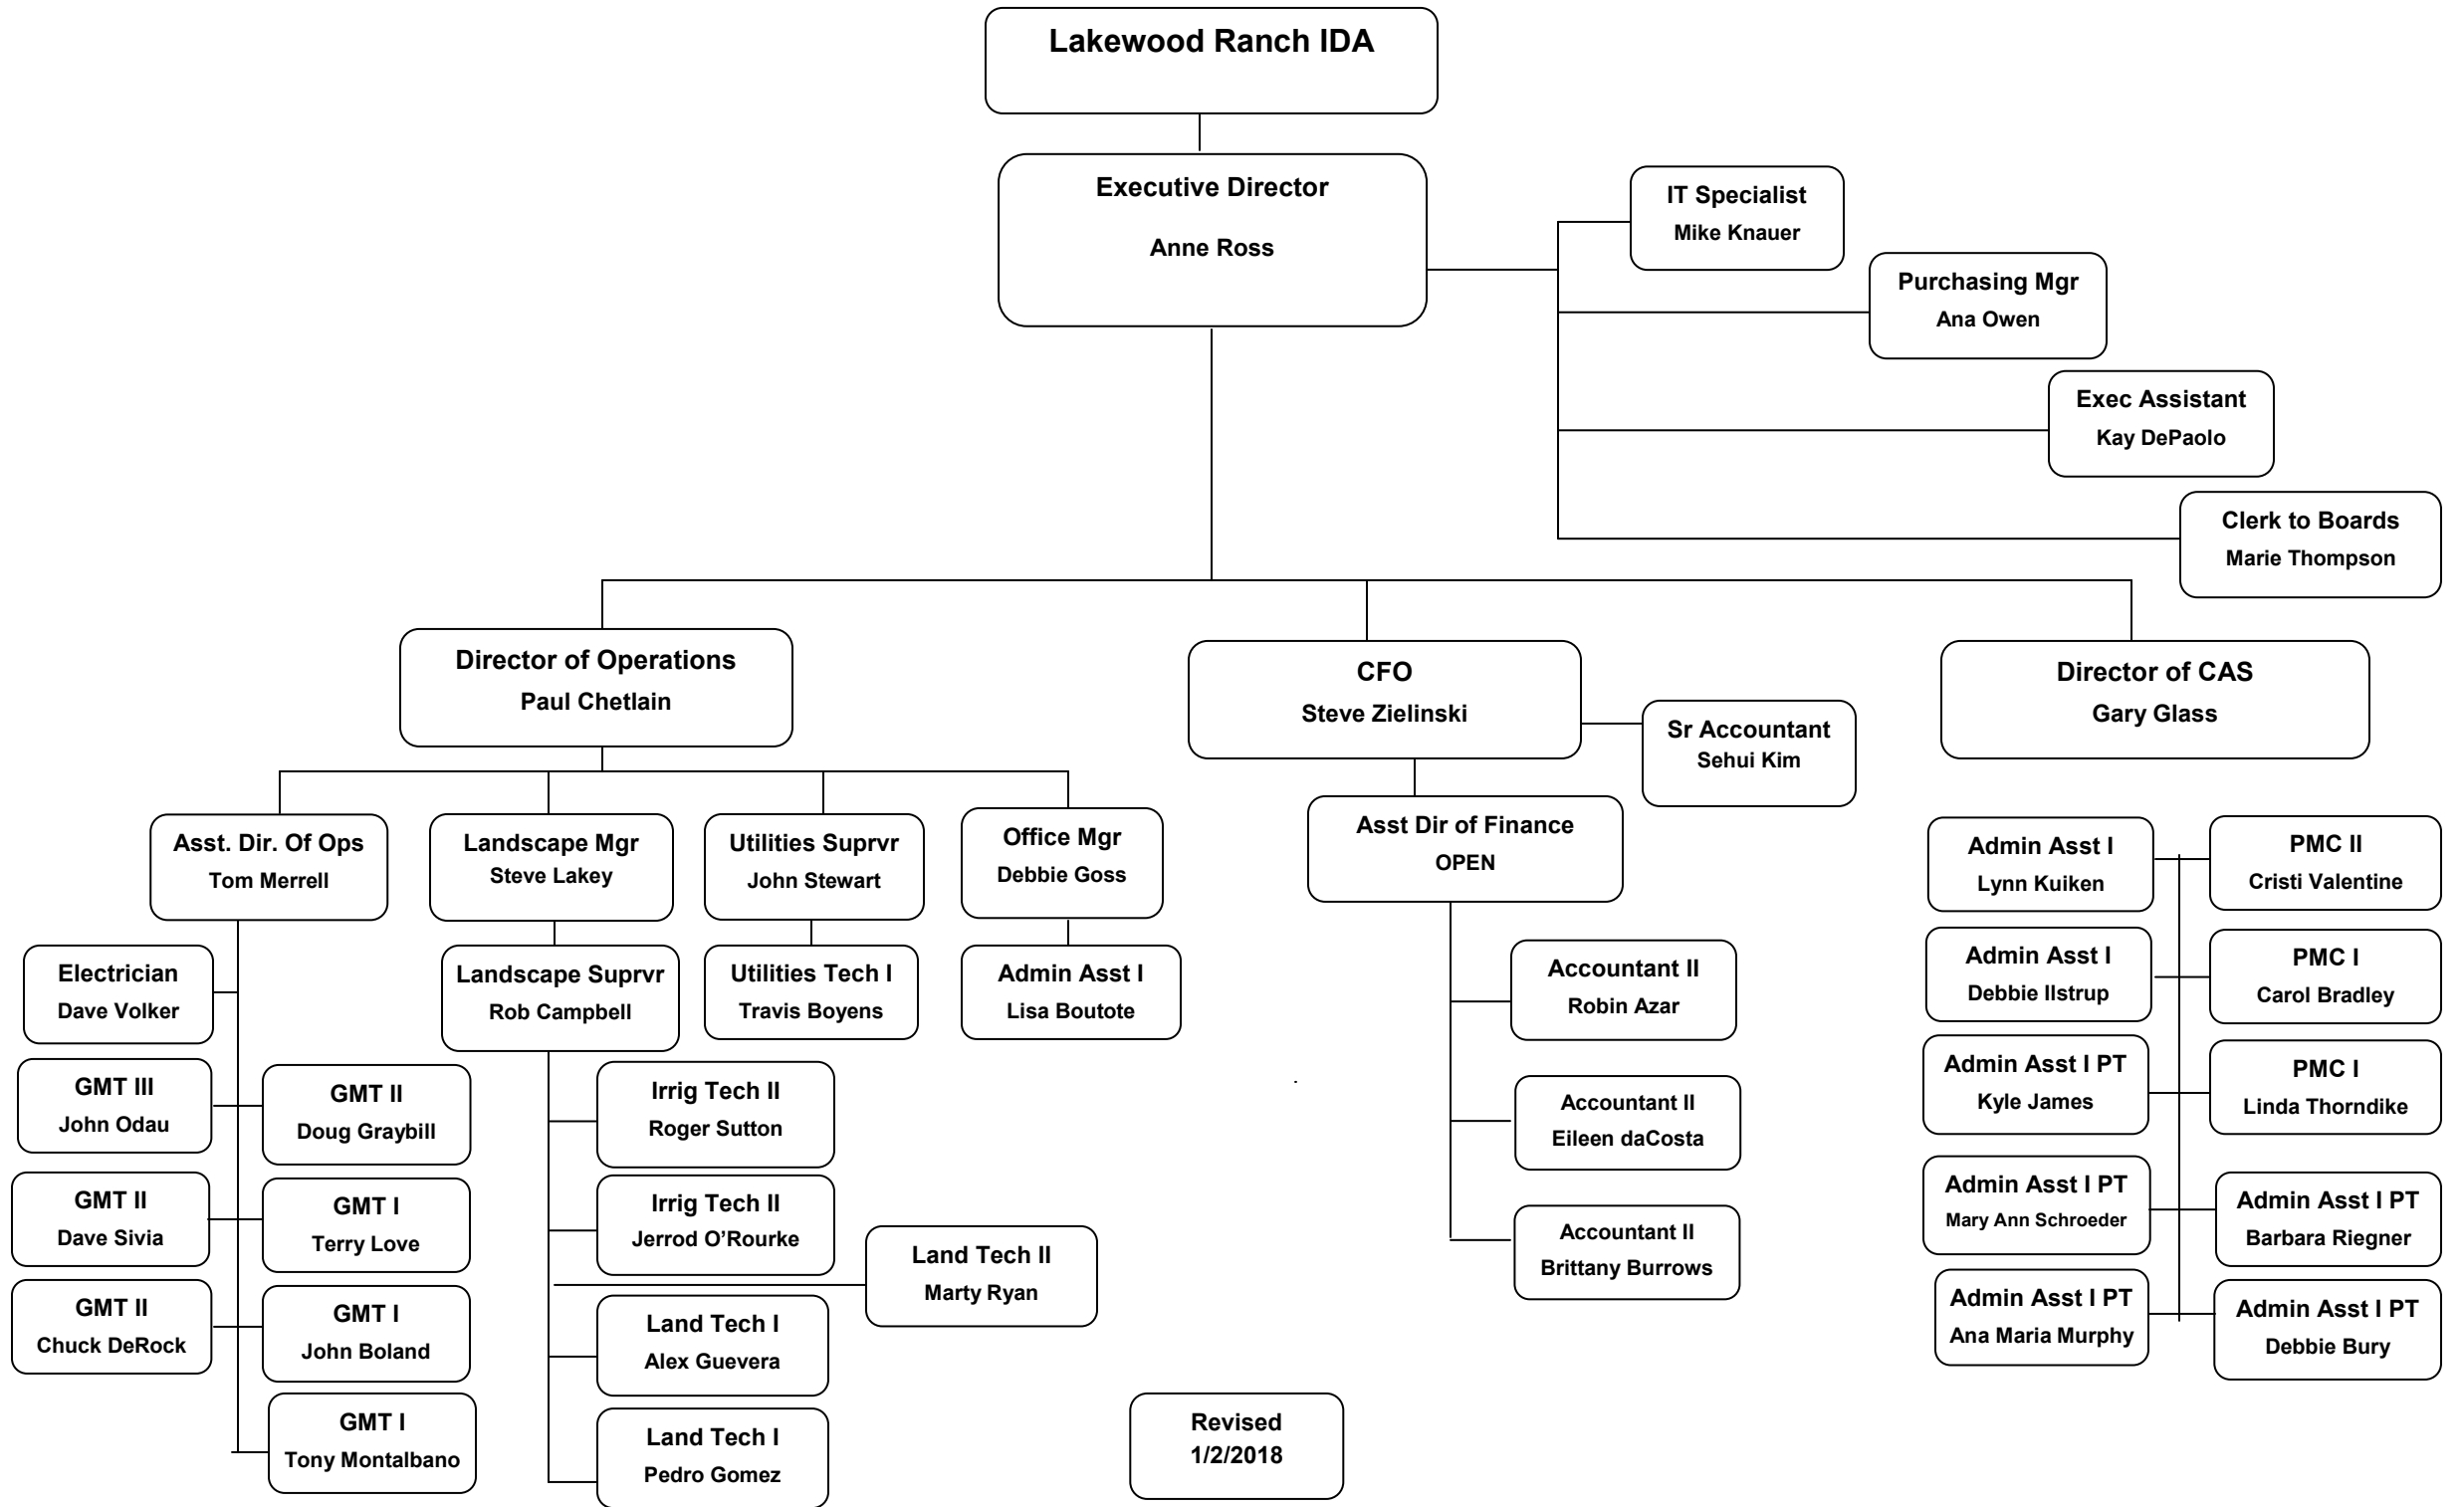 Lakewood Ranch IDA
Executive Director
Anne Ross
IT Specialist
Mike Knauer
Purchasing Mgr
Ana Owen
Exec Assistant
Kay DePaolo
Clerk to Boards
Marie Thompson
Director of Operations
Paul Chetlain
CFO
Steve Zielinski
Sr Accountant
Sehui Kim
Director of CAS
Gary Glass
Asst. Dir. Of Ops
Tom Merrell
Landscape Mgr
Steve Lakey
Utilities Suprvr
John Stewart
Office Mgr
Debbie Goss
Asst Dir of Finance
OPEN
Admin Asst I
Lynn Kuiken
PMC II
Cristi Valentine
Electrician
Dave Volker
Landscape Suprvr
Rob Campbell
Utilities Tech I
Travis Boyens
Admin Asst I
Lisa Boutote
Accountant II
Robin Azar
Admin Asst I
Debbie Ilstrup
PMC I
Carol Bradley
GMT III
John Odau
GMT II
Doug Graybill
Irrig Tech II
Roger Sutton
Accountant II
Eileen daCosta
Admin Asst I PT
Kyle James
PMC I
Linda Thorndike
GMT II
Dave Sivia
GMT I
Terry Love
Irrig Tech II
Jerrod O’Rourke
Land Tech II
Marty Ryan
Accountant II
Brittany Burrows
Admin Asst I PT
Mary Ann Schroeder
Admin Asst I PT
Barbara Riegner
GMT II
Chuck DeRock
GMT I
John Boland
Land Tech I
Alex Guevera
Admin Asst I PT
Ana Maria Murphy
Admin Asst I PT
Debbie Bury
GMT I
Tony Montalbano
Land Tech I
Pedro Gomez
Revised
1/2/2018